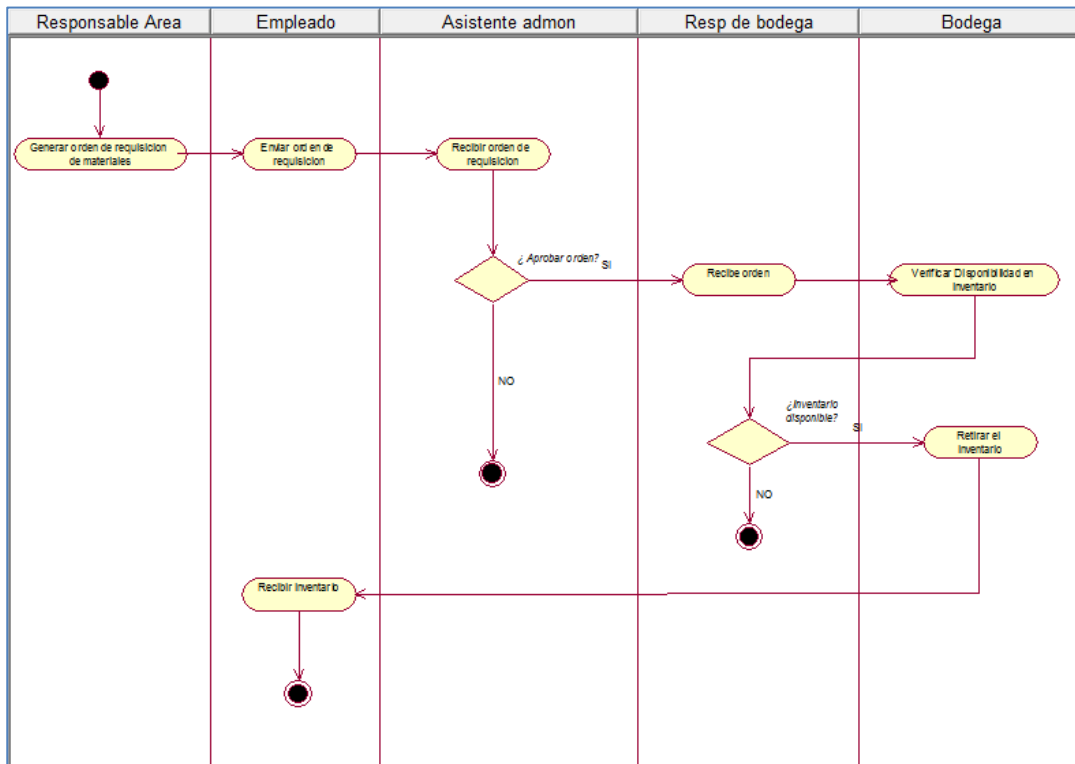 Responsable Area
Empleado
Asistente admon
Resp de bodega
Bodega
Generar orden de requisicion
de materiales
Enviar orden de
requisicion
Recibir orden de
requisicion
¿ Aprobar orden?
SI
Recibe orden
Verificar Disponibilidad en
Inventario
NO
¿Inventario
disponible?
SI
Retirar el
Inventario
NO
Recibir Inventario